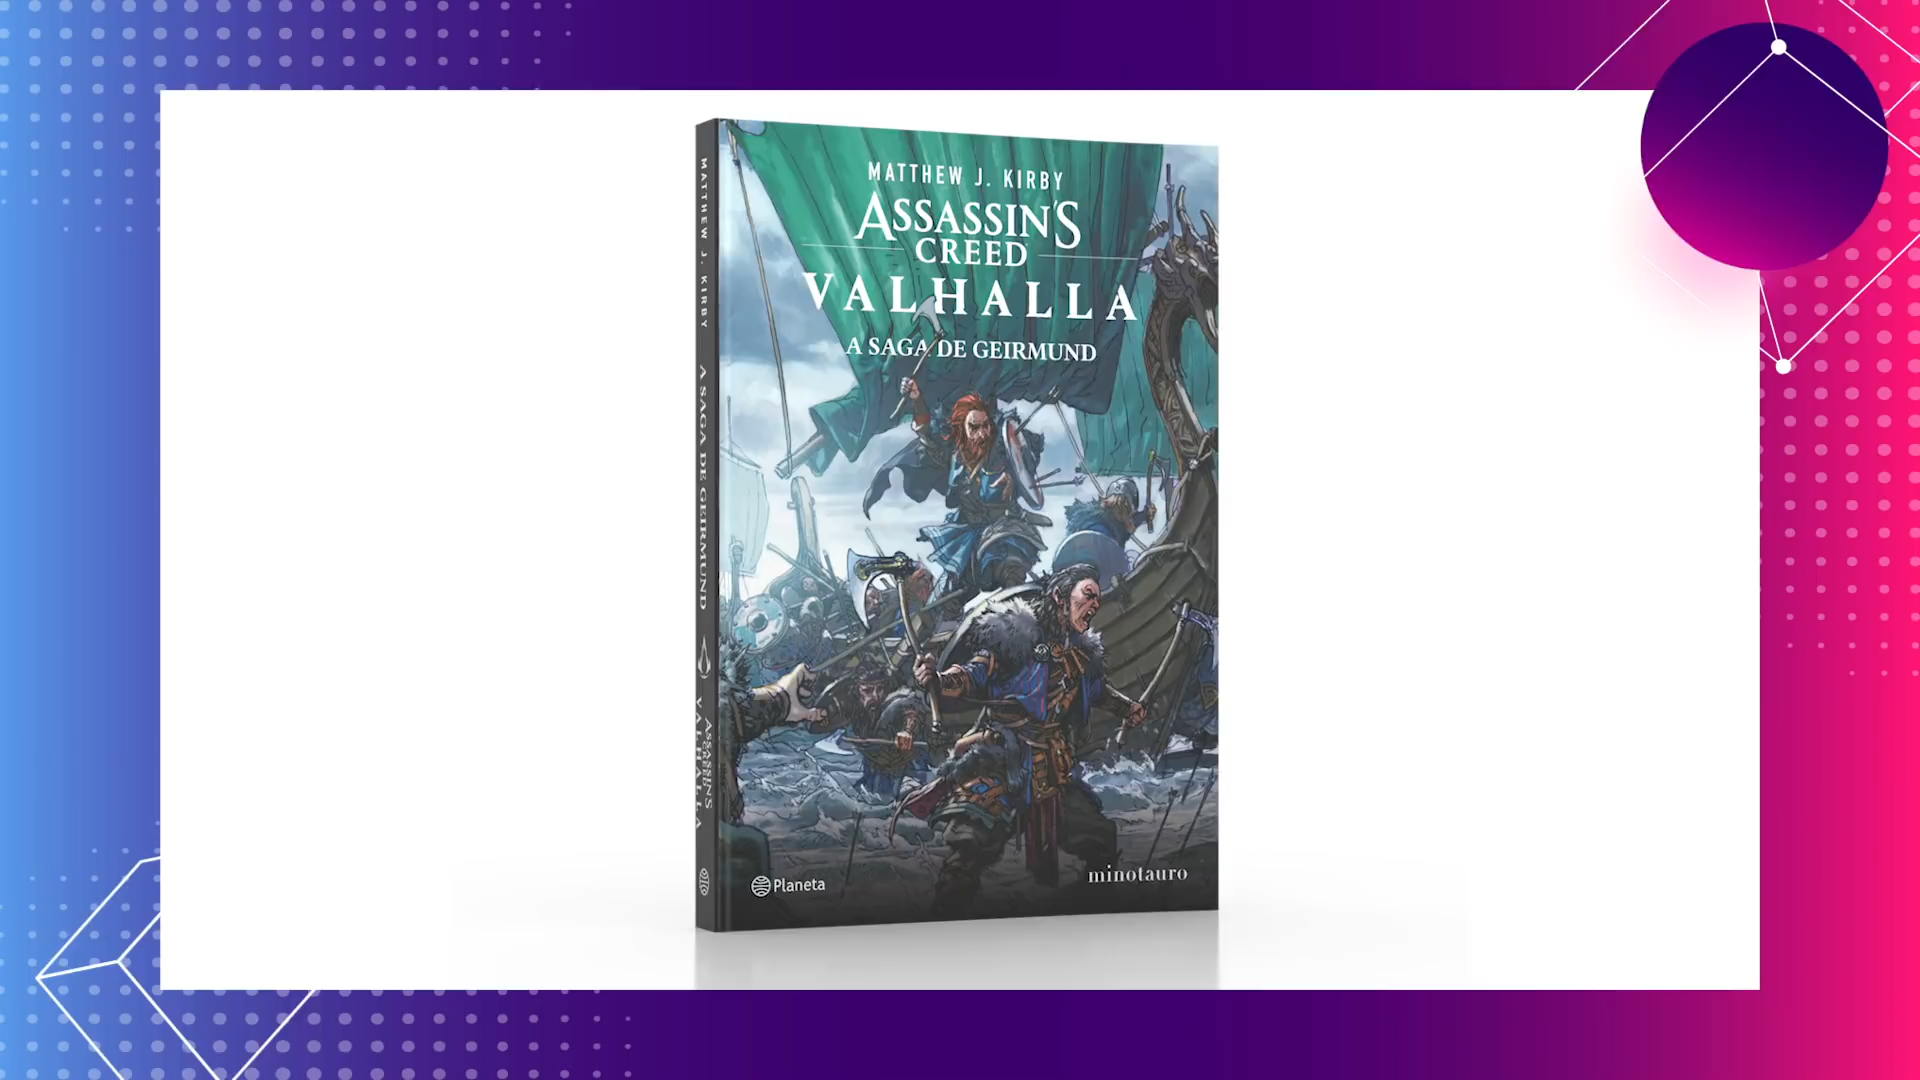 MATTHEW J. KIRBY
ASSASSIN'S
CREED
VALHALLA
A SAGA DE GEIRMUND
Planeta
minotauro
MATTHEW J. KIRBY
A SAGA DE GEIRMUND
ASSASSIN'S
CREED
VALHALLA